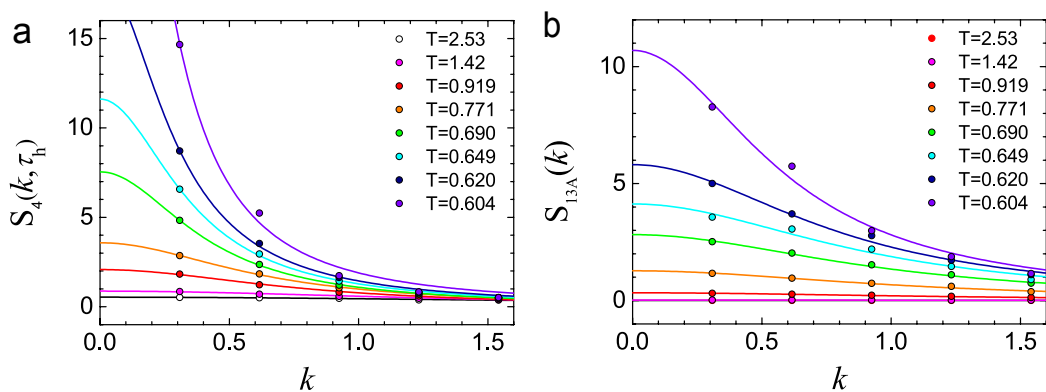 a
S4(k,τh)
15
10
5
0
0.0 0.5 1.0 1.5
k
T=2.53
T=1.42
T=0.919
T=0.771
T=0.690
T=0.649
T=0.620
T=0.604
b
S13A(k)
10
5
0
0.0 0.5 1.0 1.5
k
T=2.53
T=1.42
T=0.919
T=0.771
T=0.690
T=0.649
T=0.620
T=0.604